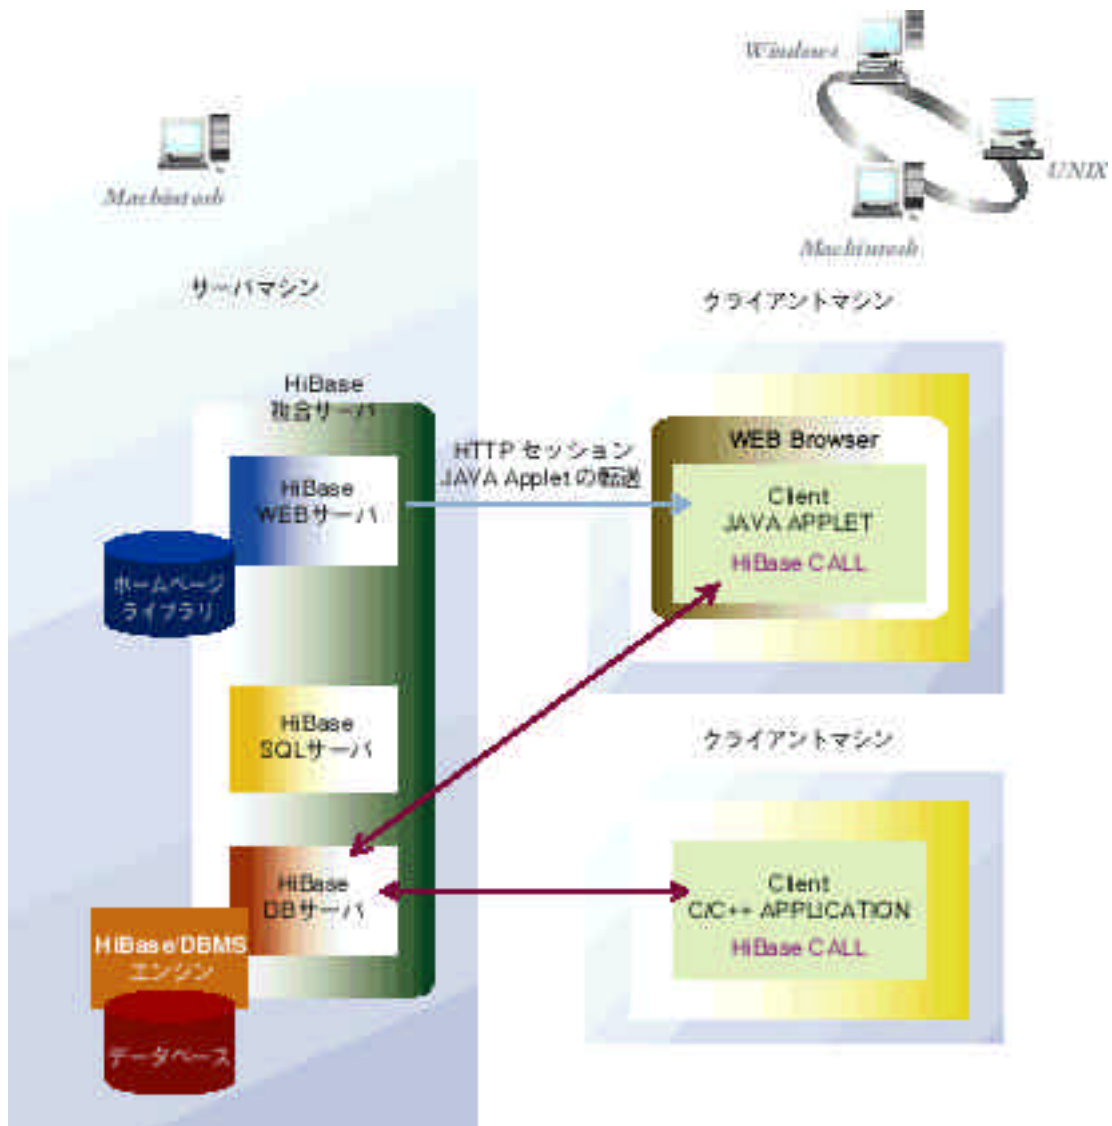 Windows
UNIX
Machintosh
Machintosh
サーバマシン
クライアントマシン
HiBase
複合サーバ
HiBase
WEBサーバ
ホームページ
ライブラリ
HTTP セッション
JAVA Appletの転送
WEB Browser
Client
JAVA APPLET
HiBase CALL
HiBase
SQLサーバ
クライアントマシン
HiBase
DBサーバ
Client
C/C++ APPLICATION
HiBase CALL
HiBase/DBMS
エンジン
データベース